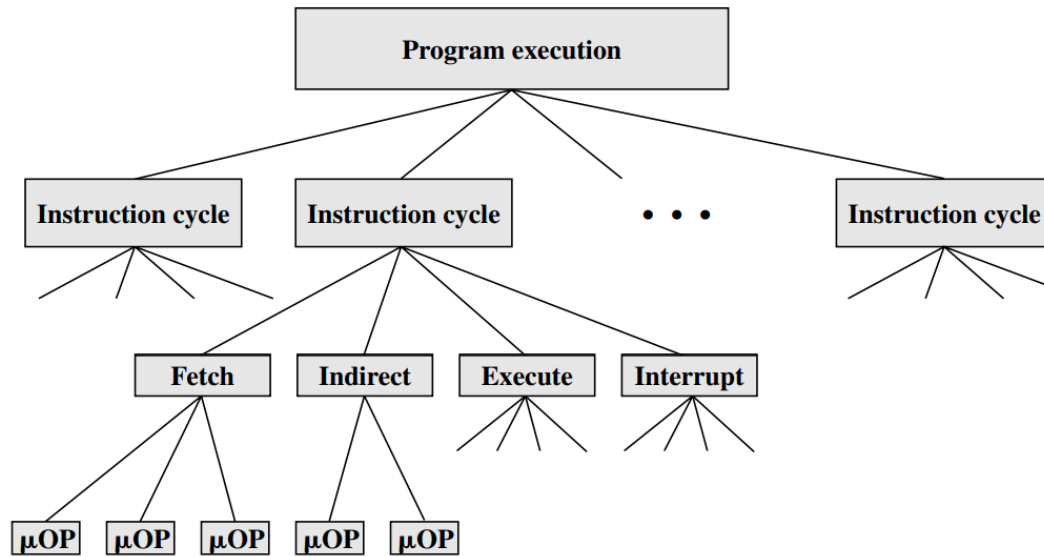 Program execution
Instruction cycle
Instruction cycle
• • •
Instruction cycle
Fetch
Indirect
Execute
Interrupt
μOP
μOP
μOP
μOP
μOP